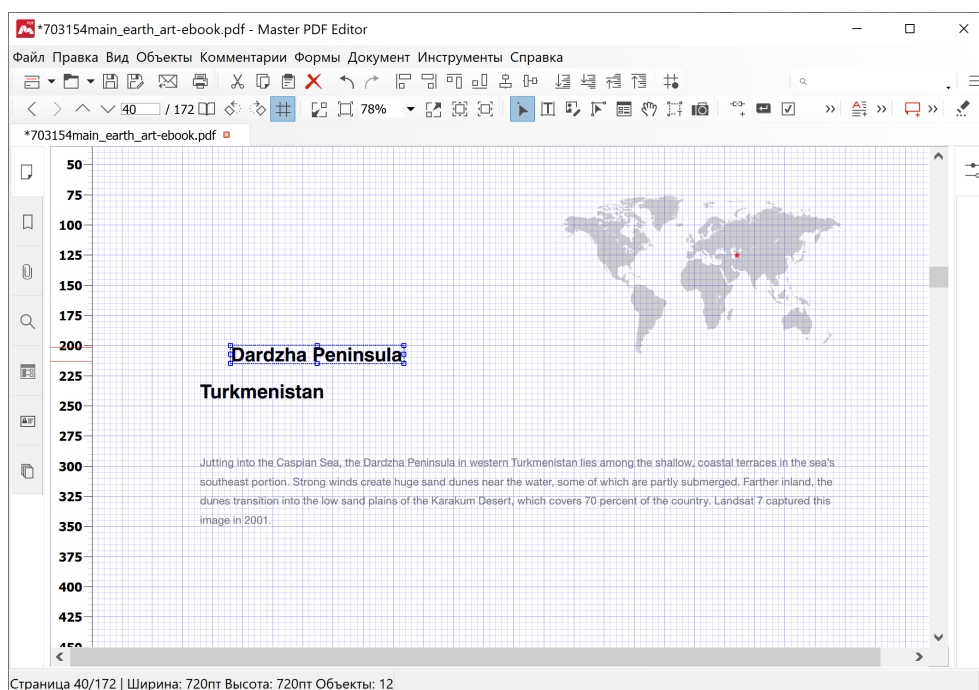 *703154main_earth_art-ebook.pdf - Master PDF Editor
Файл Правка Вид Объекты Комментарии Формы Документ Инструменты Справка
40 / 172 78%
*703154main_earth_art-ebook.pdf
50
75
100
125
150
175
200
Dardzha Peninsula
225
Turkmenistan
250
275
300
Jutting into the Caspian Sea, the Dardzha Peninsula in western Turkmenistan lies among the shallow, coastal terraces in the sea's
southeast portion. Strong winds create huge sand dunes near the water, some of which are partly submerged. Farther inland, the
325
dunes transition into the low sand plains of the Karakum Desert, which covers 70 percent of the country. Landsat 7 captured this
image in 2001.
350
375
400
425
450
Страница 40/172 | Ширина: 720пт Высота: 720пт Объекты: 12